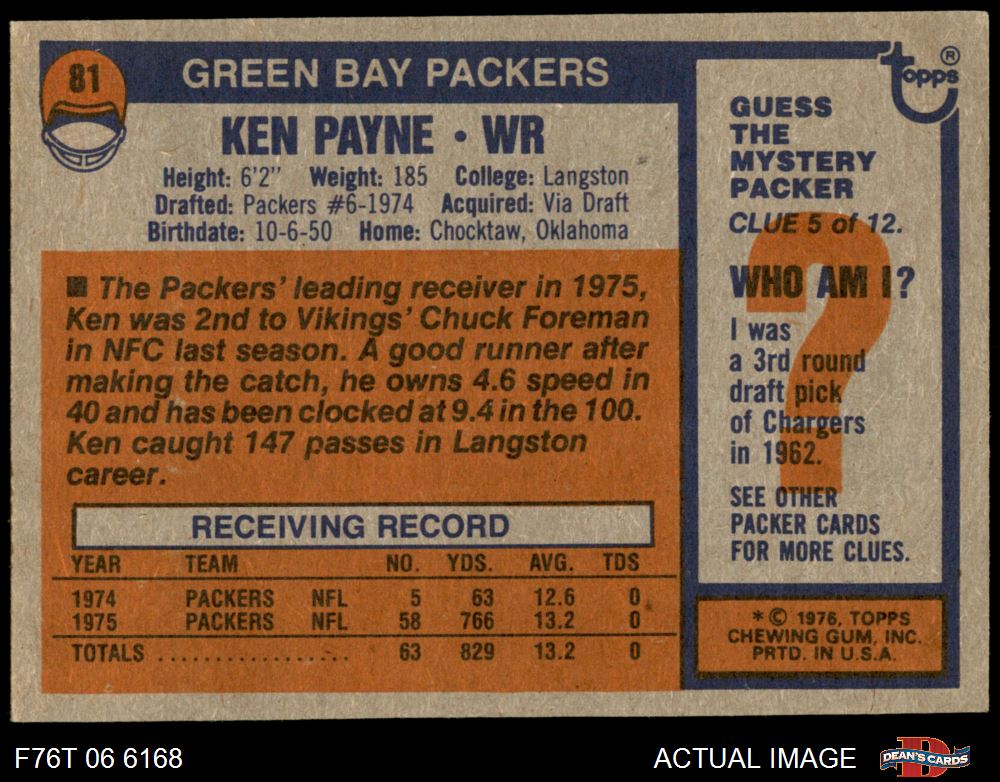 81
GREEN BAY PACKERS
KEN PAYNE • WR
Height: 6'2" Weight: 185 College: Langston
Drafted: Packers #6-1974 Acquired: Via Draft
Birthdate: 10-6-50 Home: Chocktaw, Oklahoma
■ The Packers' leading receiver in 1975,
Ken was 2nd to Vikings' Chuck Foreman
in NFC last season. A good runner after
making the catch, he owns 4.6 speed in
40 and has been clocked at 9.4 in the 100.
Ken caught 147 passes in Langston
career.
RECEIVING RECORD
YEAR TEAM NO. YDS. AVG. TDS
1974 PACKERS NFL 5 63 12.6 0
1975 PACKERS NFL 58 766 13.2 0
TOTALS .................. 63 829 13.2 0
topps ®
GUESS
THE
MYSTERY
PACKER
CLUE 5 of 12.
?
WHO AM I?
I was
a 3rd round
draft pick
of Chargers
in 1962.
SEE OTHER
PACKER CARDS
FOR MORE CLUES.
* © 1976, TOPPS
CHEWING GUM, INC.
PRTD. IN U.S.A.
F76T 06 6168
ACTUAL IMAGE
DEAN'S CARDS